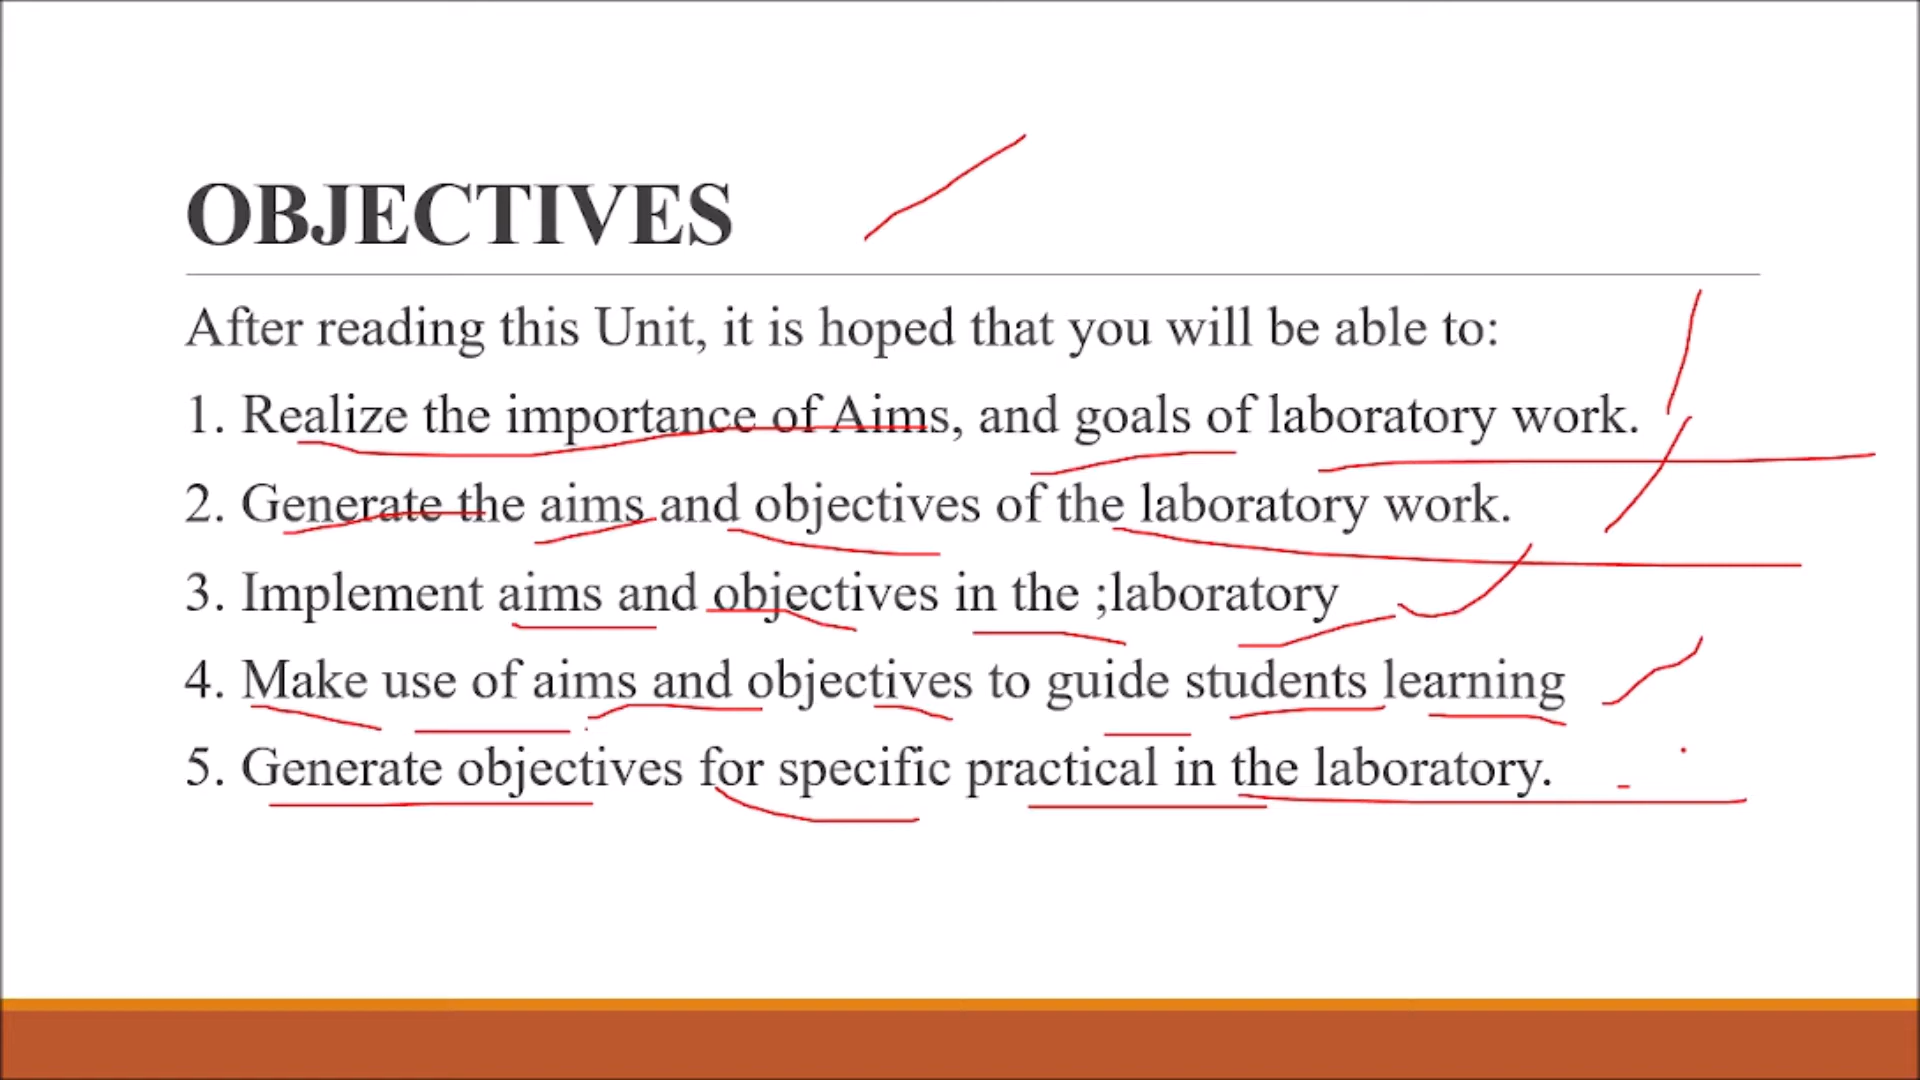 OBJECTIVES
After reading this Unit, it is hoped that you will be able to:
1. Realize the importance of Aims, and goals of laboratory work.
2. Generate the aims and objectives of the laboratory work.
3. Implement aims and objectives in the ;laboratory
4. Make use of aims and objectives to guide students learning
5. Generate objectives for specific practical in the laboratory.